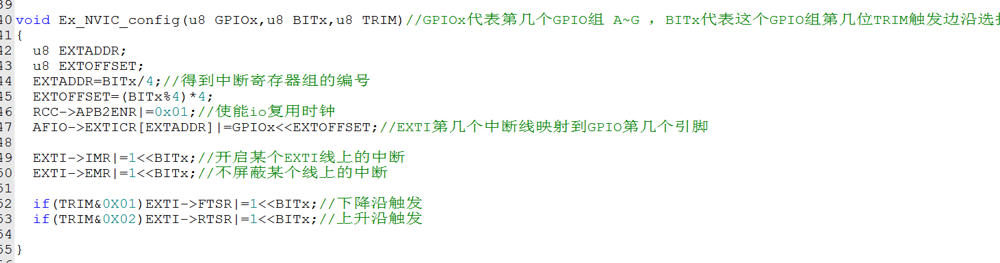 39
40 void Ex_NVIC_config(u8 GPIOx,u8 BITx,u8 TRIM)//GPIOx代表第几个GPIO组 A~G ，BITx代表这个GPIO组第几位TRIM触发边沿选
41 {
42 u8 EXTADDR;
43 u8 EXTOFFSET;
44 EXTADDR=BITx/4;//得到中断寄存器组的编号
45 EXTOFFSET=(BITx%4)*4;
46 RCC->APB2ENR|=0x01;//使能io复用时钟
47 AFIO->EXTICR[EXTADDR]|=GPIOx<<EXTOFFSET;//EXTI第几个中断线映射到GPIO第几个引脚
48
49 EXTI->IMR|=1<<BITx;//开启某个EXTI线上的中断
50 EXTI->EMR|=1<<BITx;//不屏蔽某个线上的中断
51
52 if(TRIM&0X01)EXTI->FTSR|=1<<BITx;//下降沿触发
53 if(TRIM&0X02)EXTI->RTSR|=1<<BITx;//上升沿触发
54
55 }